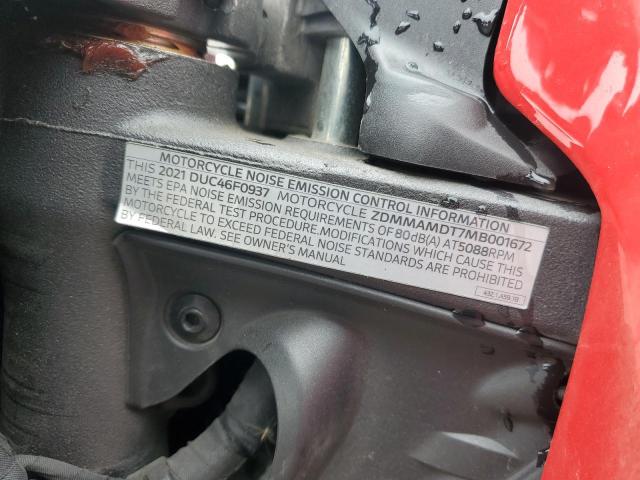 MOTORCYCLE NOISE EMISSION CONTROL INFORMATION
THIS 2021 DUC46F0937 MOTORCYCLE ZDMMAMDT7MB001672
MEETS EPA NOISE EMISSION REQUIREMENTS OF 80dB(A) AT5088RPM
BY THE FEDERAL TEST PROCEDURE.MODIFICATIONS WHICH CAUSE THIS
MOTORCYCLE TO EXCEED FEDERAL NOISE STANDARDS ARE PROHIBITED
BY FEDERAL LAW. SEE OWNER'S MANUAL